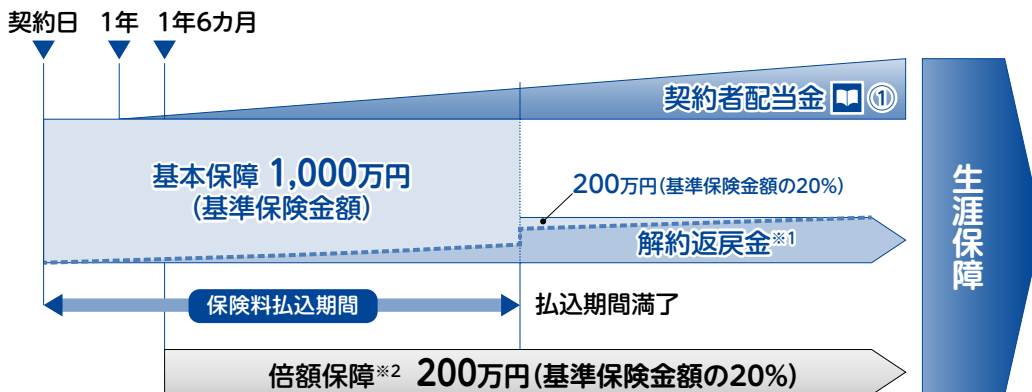 契約日 1年 1年6カ月
契約者配当金 ①
基本保障 1,000万円
(基準保険金額)
200万円(基準保険金額の20%)
解約返戻金※1
生涯保障
保険料払込期間 払込期間満了
倍額保障※2 200万円(基準保険金額の20%)